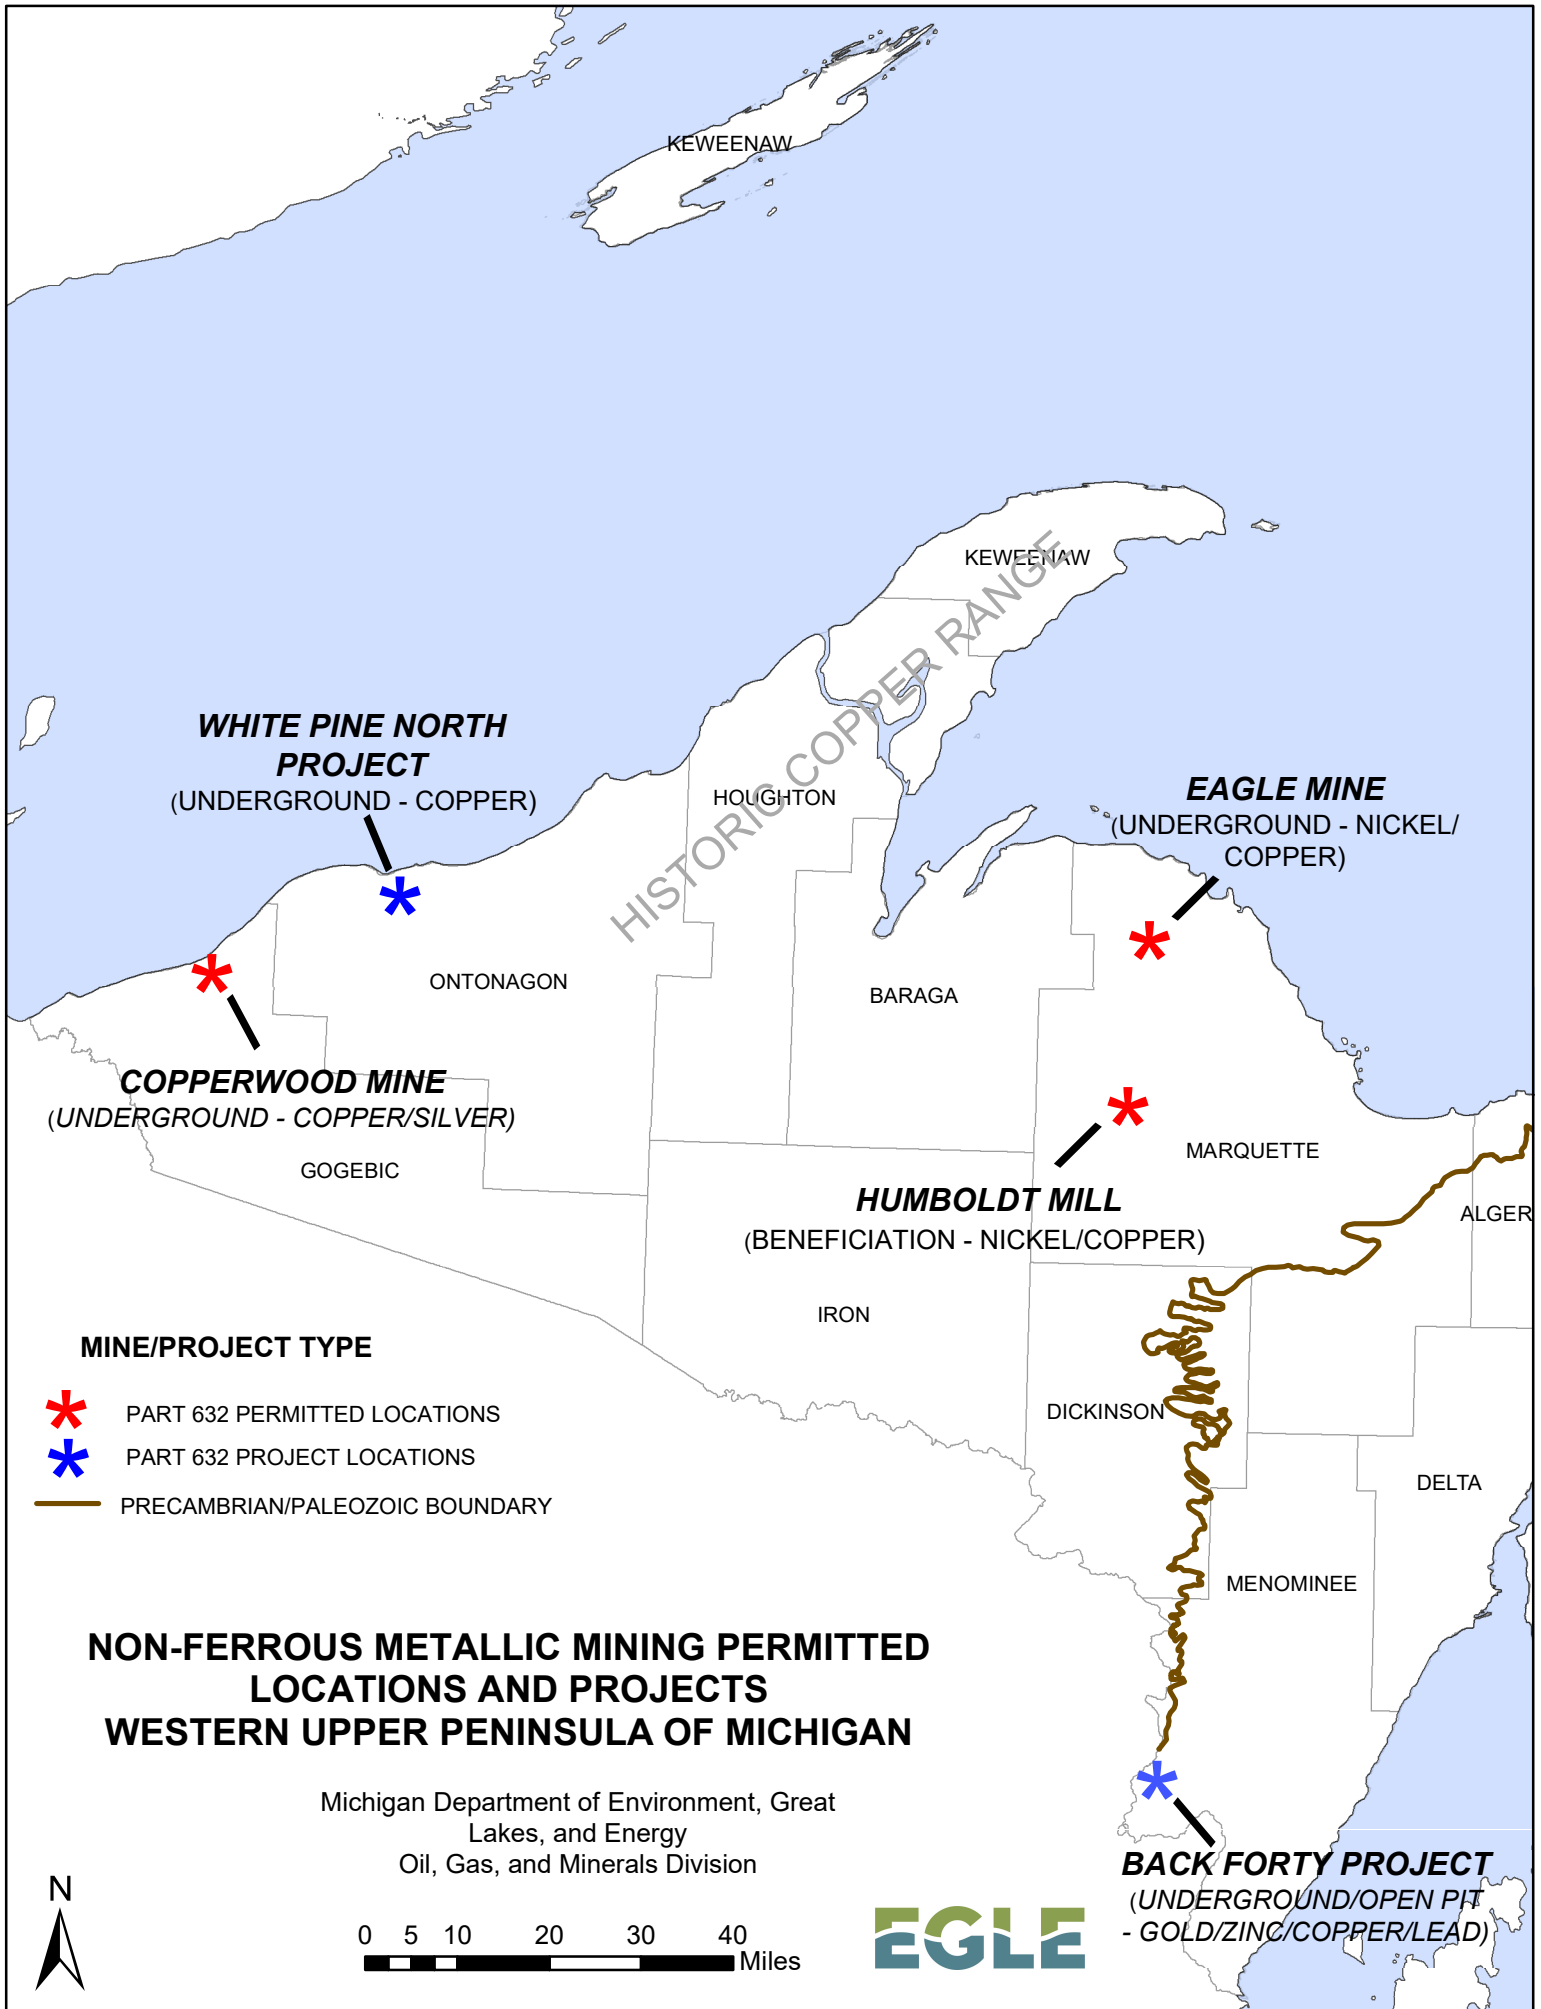 KEWEENAW
KEWEENAW
HISTORIC COPPER RANGE
WHITE PINE NORTH
PROJECT
(UNDERGROUND - COPPER)
HOUGHTON
EAGLE MINE
(UNDERGROUND - NICKEL/
COPPER)
ONTONAGON
BARAGA
COPPERWOOD MINE
(UNDERGROUND - COPPER/SILVER)
GOGEBIC
MARQUETTE
HUMBOLDT MILL
(BENEFICIATION - NICKEL/COPPER)
ALGER
IRON
DICKINSON
DELTA
MENOMINEE
MINE/PROJECT TYPE
PART 632 PERMITTED LOCATIONS
PART 632 PROJECT LOCATIONS
PRECAMBRIAN/PALEOZOIC BOUNDARY
NON-FERROUS METALLIC MINING PERMITTED
LOCATIONS AND PROJECTS
WESTERN UPPER PENINSULA OF MICHIGAN
Michigan Department of Environment, Great
Lakes, and Energy
Oil, Gas, and Minerals Division
BACK FORTY PROJECT
(UNDERGROUND/OPEN PIT
- GOLD/ZINC/COPPER/LEAD)
N
0 5 10 20 30 40
Miles
EGLE